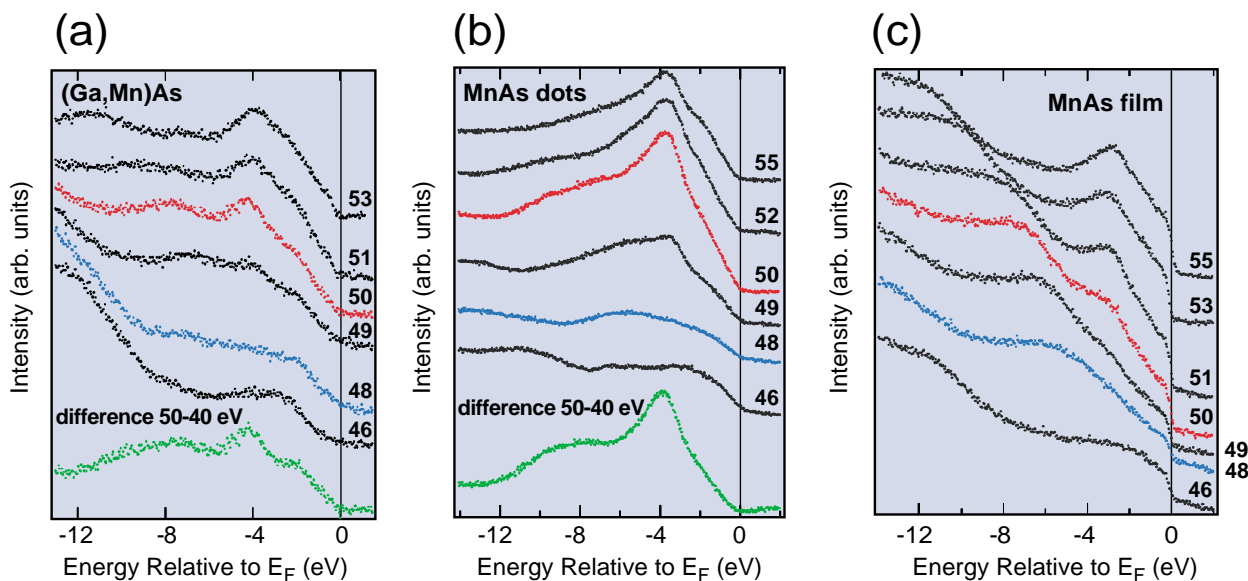 (a)
(b)
(c)
(Ga,Mn)As
53
51
50
49
48
46
difference 50-40 eV
Intensity (arb. units)
-12
-8
-4
0
Energy Relative to E_F (eV)
MnAs dots
55
52
50
49
48
46
difference 50-40 eV
Intensity (arb. units)
-12
-8
-4
0
Energy Relative to E_F (eV)
MnAs film
55
53
51
50
49
48
46
Intensity (arb. units)
-12
-8
-4
0
Energy Relative to E_F (eV)